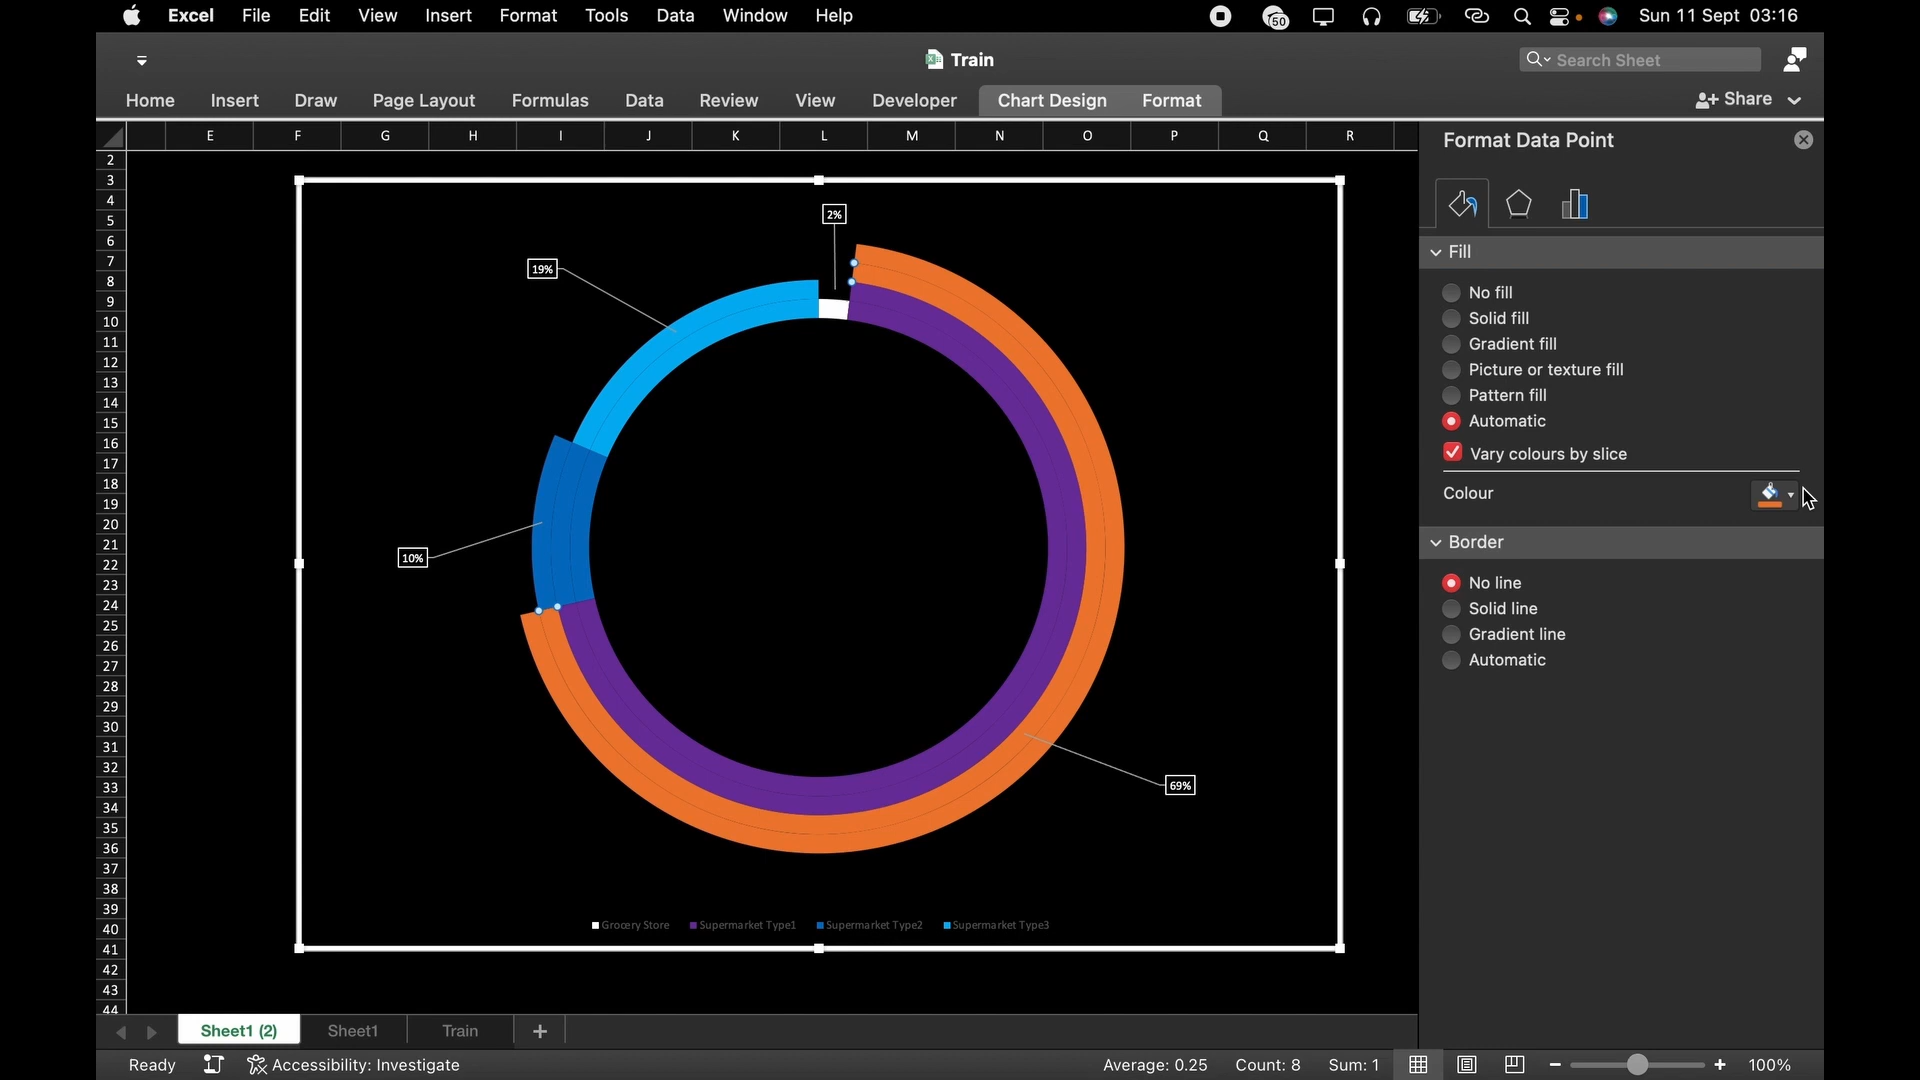 Excel File Edit View Insert Format Tools Data Window Help
50
Sun 11 Sept 03:16
Train
Search Sheet
Home Insert Draw Page Layout Formulas Data Review View Developer Chart Design Format
Share
E F G H I J K L M N O P Q R
2
3
4
5
6
7
8
9
10
11
12
13
14
15
16
17
18
19
20
21
22
23
24
25
26
27
28
29
30
31
32
33
34
35
36
37
38
39
40
41
42
43
44
2%
19%
10%
69%
Grocery Store Supermarket Type1 Supermarket Type2 Supermarket Type3
Format Data Point
Fill
No fill
Solid fill
Gradient fill
Picture or texture fill
Pattern fill
Automatic
Vary colours by slice
Colour
Border
No line
Solid line
Gradient line
Automatic
Sheet1 (2) Sheet1 Train
Ready Accessibility: Investigate Average: 0.25 Count: 8 Sum: 1 100%